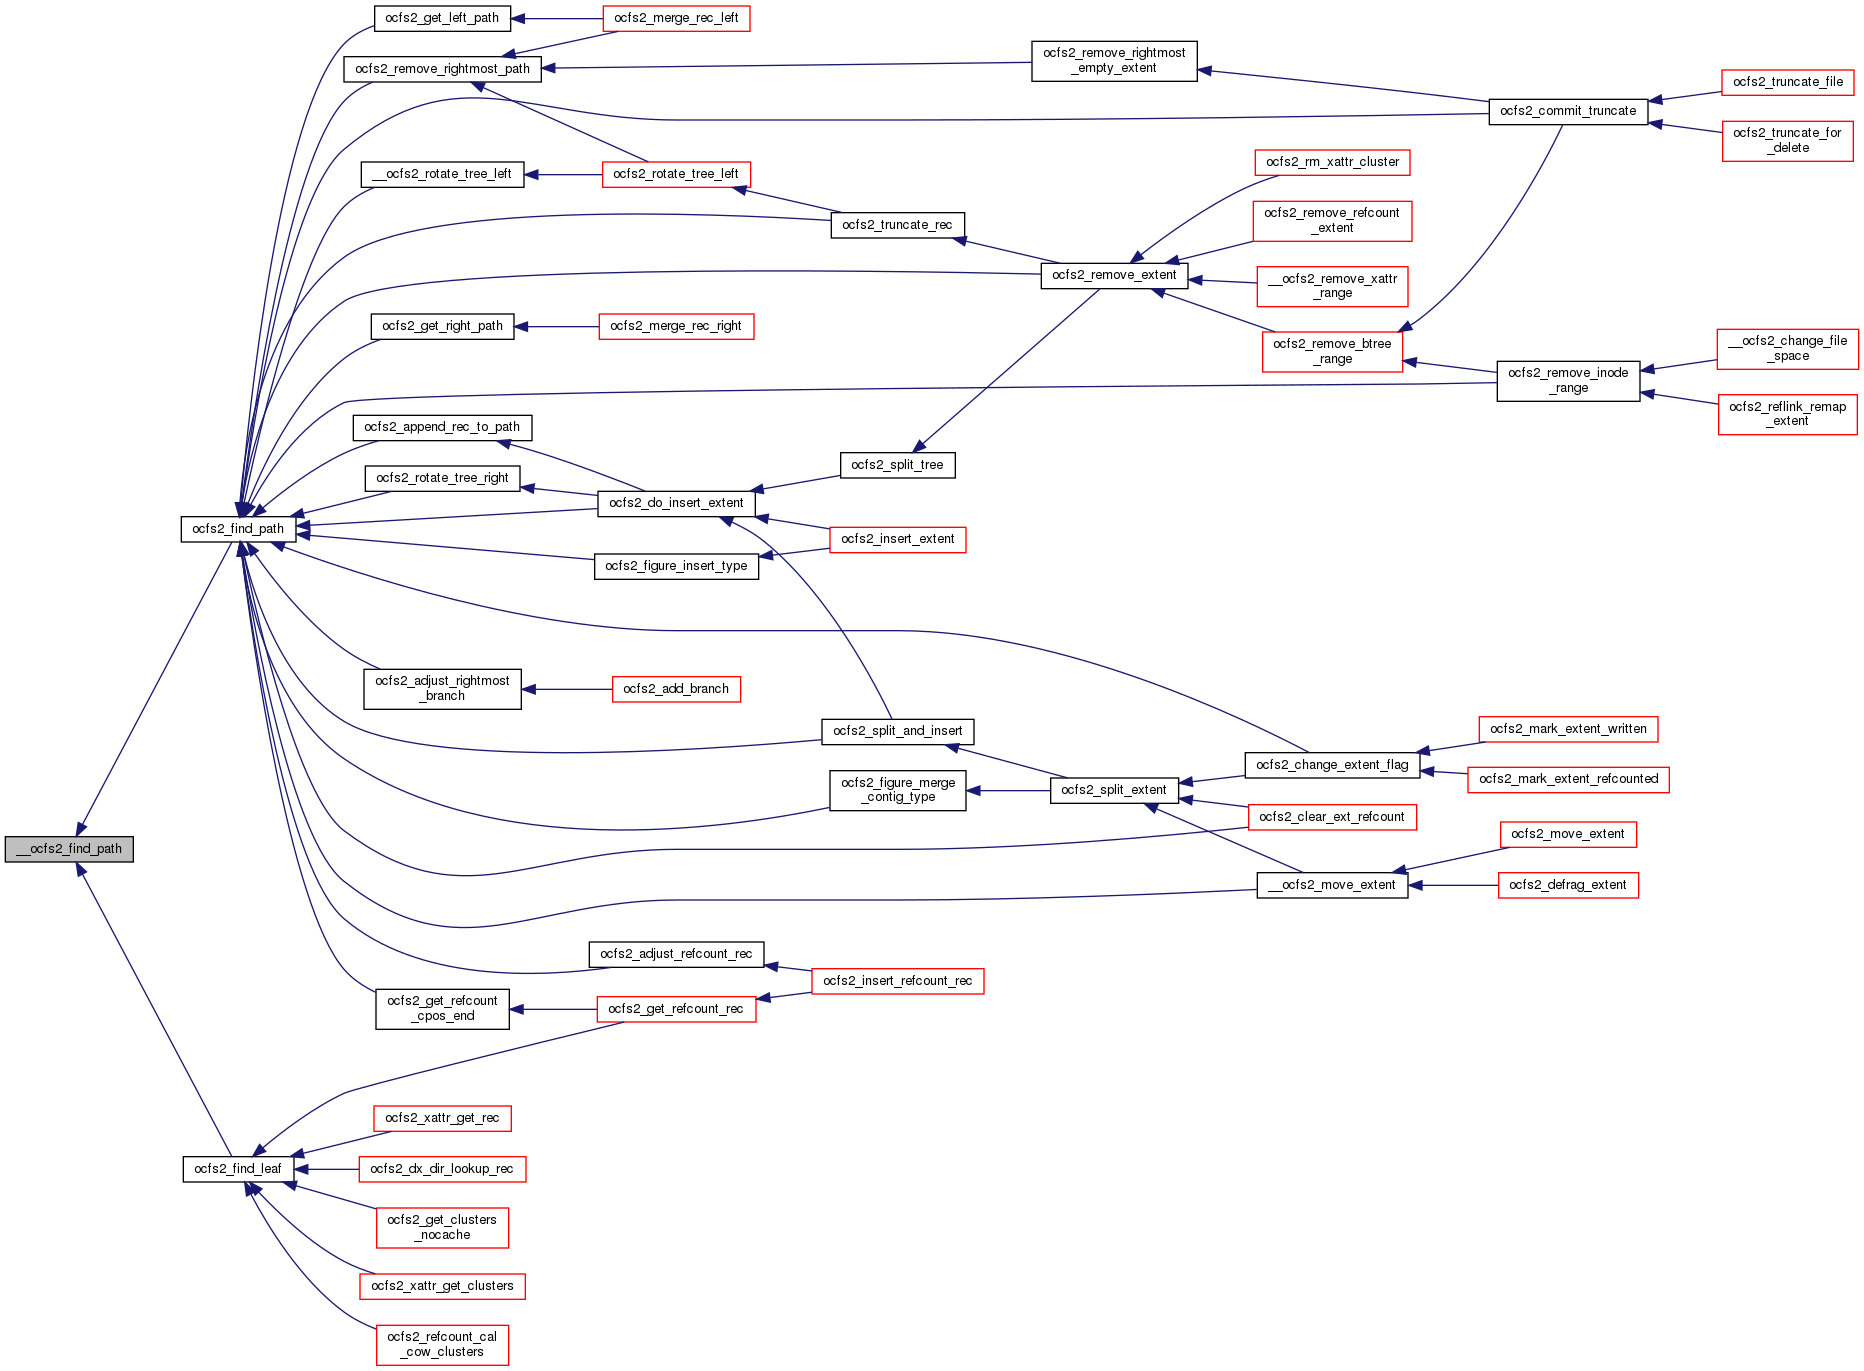 ocfs2_get_left_path
ocfs2_merge_rec_left
ocfs2_remove_rightmost_path
ocfs2_remove_rightmost
_empty_extent
ocfs2_truncate_file
ocfs2_commit_truncate
ocfs2_truncate_for
_delete
__ocfs2_rotate_tree_left
ocfs2_rotate_tree_left
ocfs2_rm_xattr_cluster
ocfs2_truncate_rec
ocfs2_remove_refcount
_extent
ocfs2_remove_extent
__ocfs2_remove_xattr
_range
ocfs2_get_right_path
ocfs2_merge_rec_right
ocfs2_remove_btree
_range
__ocfs2_change_file
_space
ocfs2_remove_inode
_range
ocfs2_reflink_remap
_extent
ocfs2_append_rec_to_path
ocfs2_split_tree
ocfs2_rotate_tree_right
ocfs2_do_insert_extent
ocfs2_find_path
ocfs2_insert_extent
ocfs2_figure_insert_type
ocfs2_adjust_rightmost
_branch
ocfs2_add_branch
ocfs2_split_and_insert
ocfs2_mark_extent_written
ocfs2_change_extent_flag
ocfs2_mark_extent_refcounted
ocfs2_figure_merge
_contig_type
ocfs2_split_extent
ocfs2_clear_ext_refcount
ocfs2_move_extent
__ocfs2_find_path
__ocfs2_move_extent
ocfs2_defrag_extent
ocfs2_adjust_refcount_rec
ocfs2_insert_refcount_rec
ocfs2_get_refcount
_cpos_end
ocfs2_get_refcount_rec
ocfs2_xattr_get_rec
ocfs2_find_leaf
ocfs2_dx_dir_lookup_rec
ocfs2_get_clusters
_nocache
ocfs2_xattr_get_clusters
ocfs2_refcount_cal
_cow_clusters